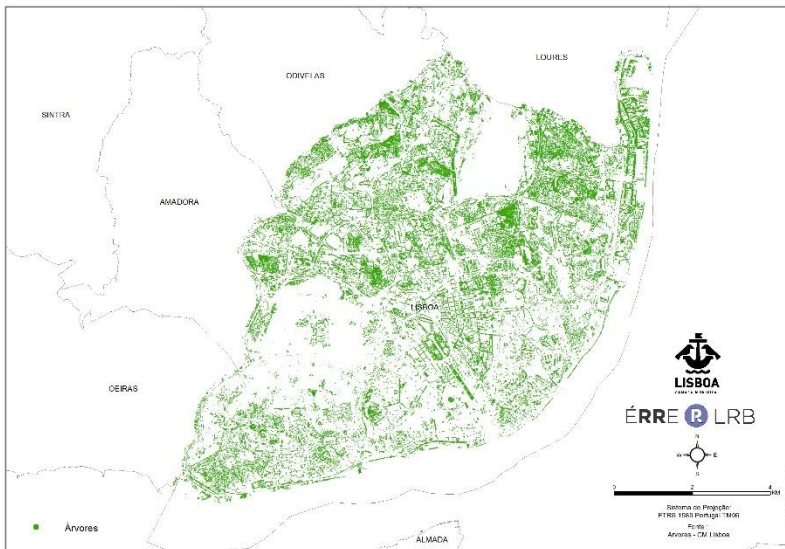 LOURES
ODIVELAS
SINTRA
AMADORA
LISBOA
OEIRAS
LISBOA
ÉRRE R LRB
N
W E
S
0 2 4
KM
Sistema de Projeção:
ETRS 1989 Portugal TM06
Fonte :
Árvores - CM Lisboa
Árvores
ALMADA